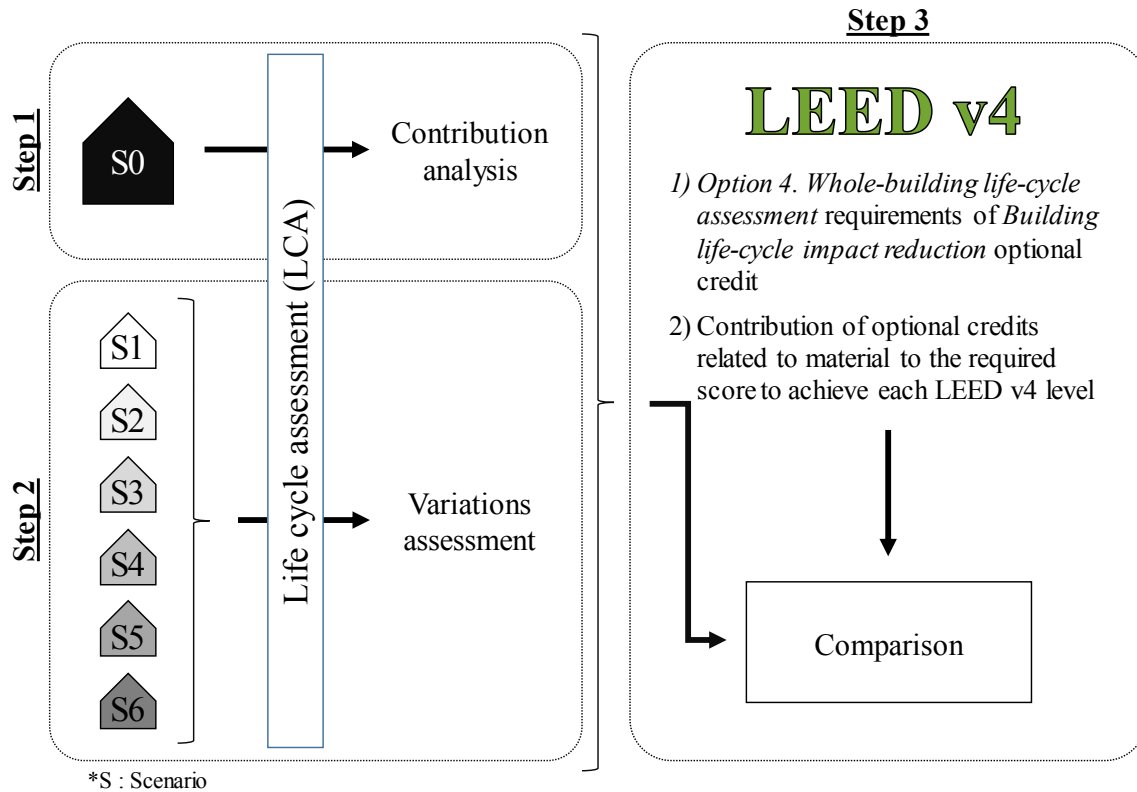 Step 1
S0
Contribution
analysis
Life cycle assessment (LCA)
Step 2
S1
S2
S3
S4
S5
S6
Variations
assessment
*S : Scenario
Step 3
LEED v4
1) Option 4. Whole-building life-cycle
assessment requirements of Building
life-cycle impact reduction optional
credit
2) Contribution of optional credits
related to material to the required
score to achieve each LEED v4 level
Comparison